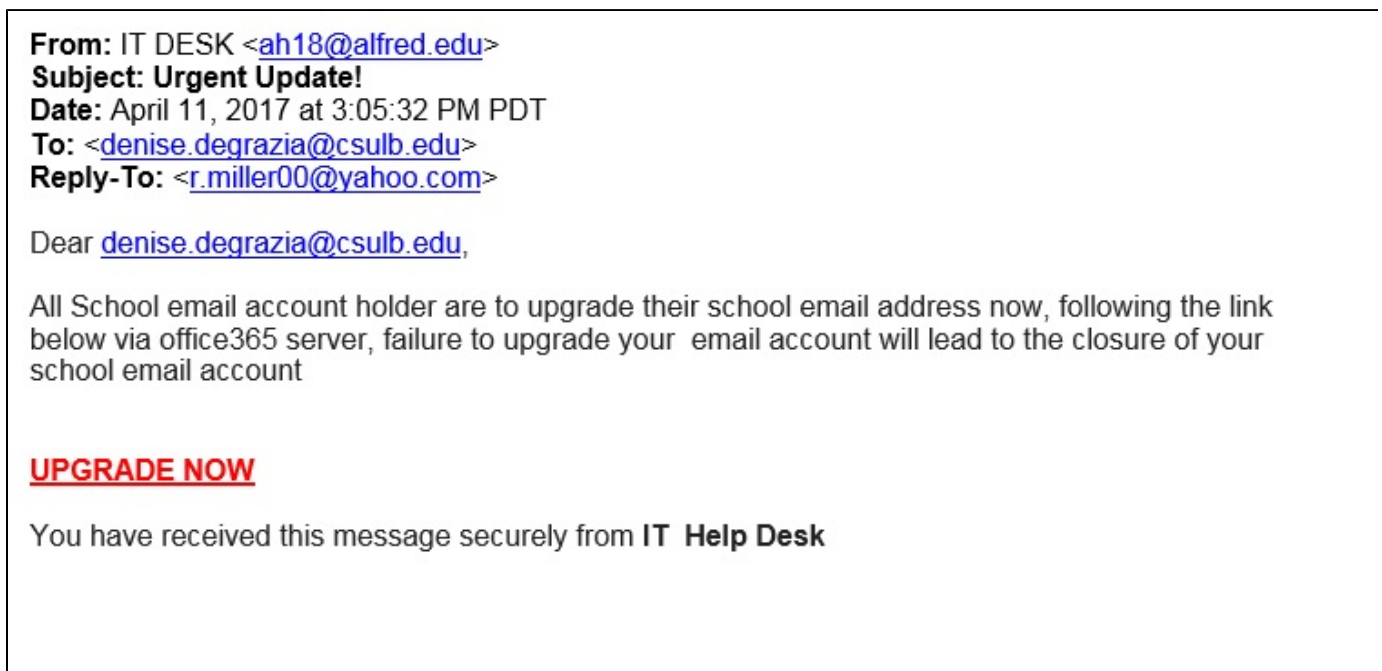 From: IT DESK <ah18@alfred.edu>
Subject: Urgent Update!
Date: April 11, 2017 at 3:05:32 PM PDT
To: <denise.degrazia@csulb.edu>
Reply-To: <r.miller00@yahoo.com>
Dear denise.degrazia@csulb.edu,
All School email account holder are to upgrade their school email address now, following the link
below via office365 server, failure to upgrade your  email account will lead to the closure of your
school email account
UPGRADE NOW
You have received this message securely from IT  Help Desk